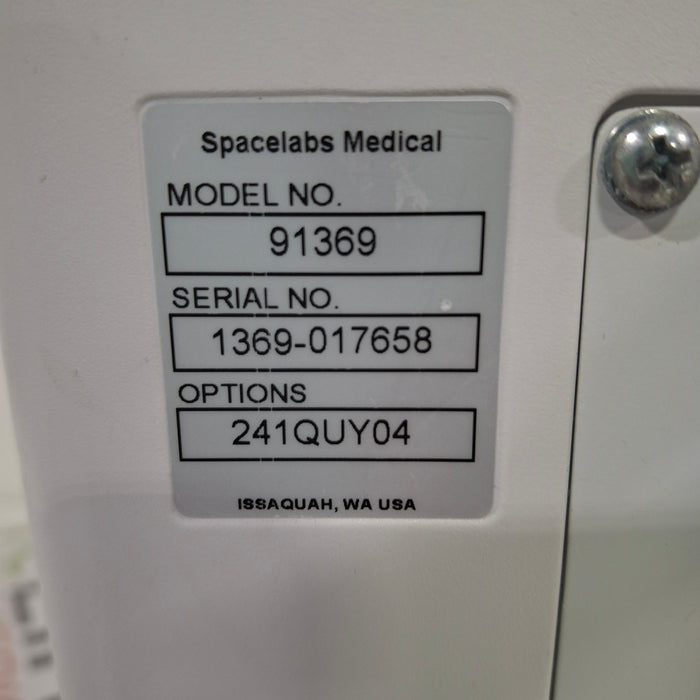 Spacelabs Medical
MODEL NO.
91369
SERIAL NO.
1369-017658
OPTIONS
241QUY04
ISSAQUAH, WA USA